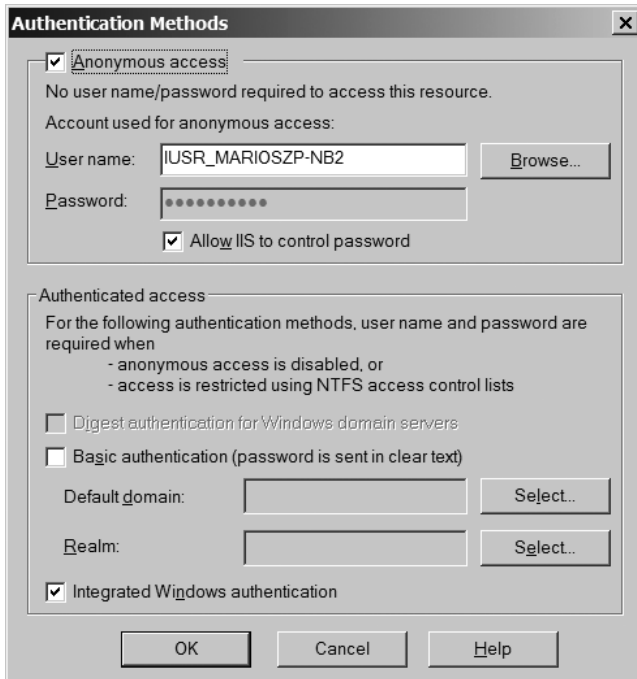 Authentication Methods
Anonymous access
No user name/password required to access this resource.
Account used for anonymous access:
User name: IUSR_MARIOSZP-NB2 Browse...
Password: ●●●●●●●●●●
Allow IIS to control password
Authenticated access
For the following authentication methods, user name and password are
required when
- anonymous access is disabled, or
- access is restricted using NTFS access control lists
Digest authentication for Windows domain servers
Basic authentication (password is sent in clear text)
Default domain: Select...
Realm: Select...
Integrated Windows authentication
OK Cancel Help